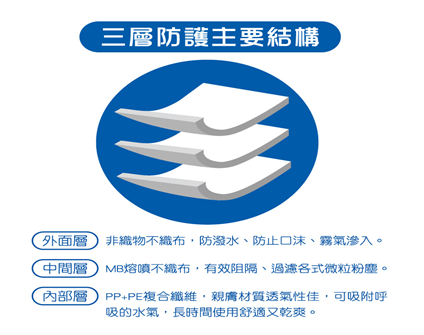 三層防護主要結構
外面層 非織物不織布，防潑水、防止口沫、霧氣滲入。
中間層 MB熔噴不織布，有效阻隔、過濾各式微粒粉塵。
內部層 PP+PE複合纖維，親膚材質透氣性佳，可吸附呼
吸的水氣，長時間使用舒適又乾爽。